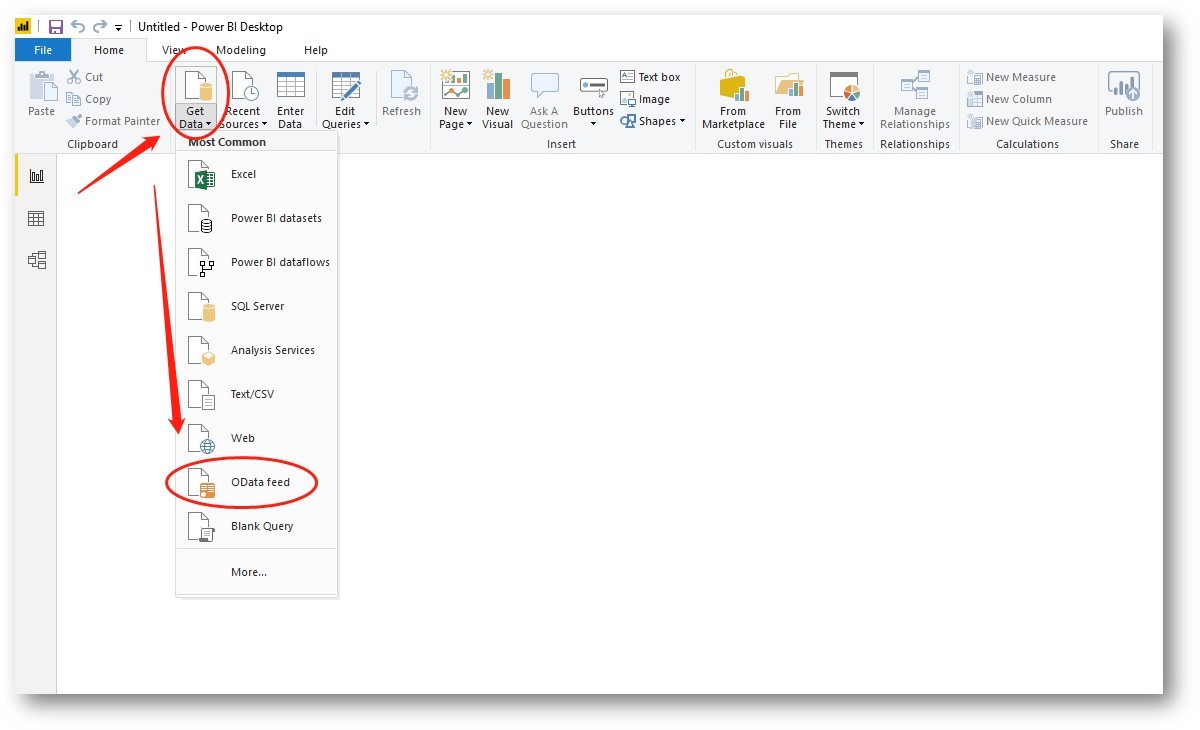 Untitled - Power BI Desktop
File Home View Modeling Help
Paste
Cut
Copy
Format Painter
Clipboard
Get Data
Recent Sources
Enter Data
Edit Queries
Refresh
New Page
New Visual
Ask A Question
Buttons
Text box
Image
Shapes
Insert
From Marketplace
From File
Custom visuals
Switch Theme
Themes
Manage Relationships
Relationships
New Measure
New Column
New Quick Measure
Calculations
Publish
Share
Most Common
Excel
Power BI datasets
Power BI dataflows
SQL Server
Analysis Services
Text/CSV
Web
OData feed
Blank Query
More...